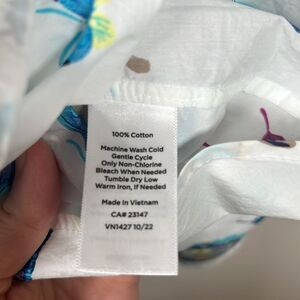 100% Cotton
Machine Wash Cold
Gentle Cycle
Only Non-Chlorine
Bleach When Needed
Tumble Dry Low
Warm Iron, If Needed
Made in Vietnam
CA# 23147
VN1427 10/22